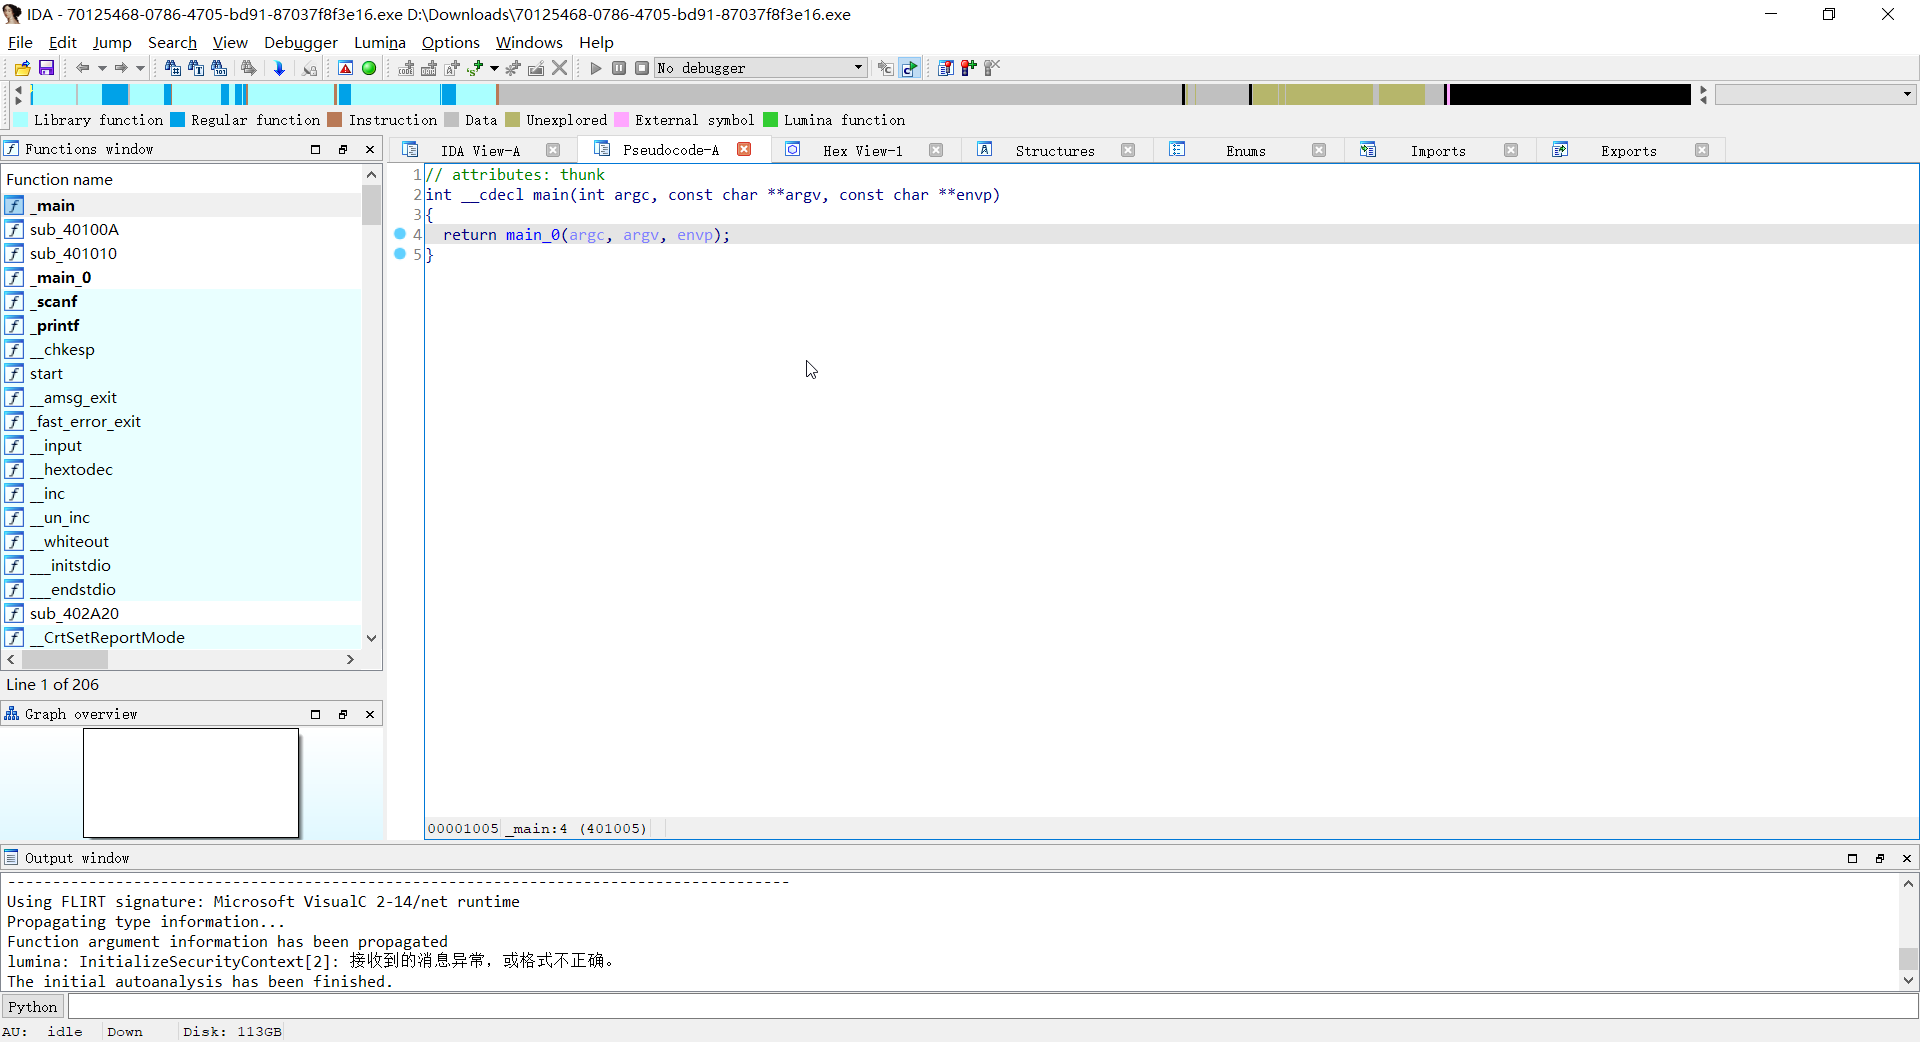 IDA - 70125468-0786-4705-bd91-87037f8f3e16.exe D:\Downloads\70125468-0786-4705-bd91-87037f8f3e16.exe
File Edit Jump Search View Debugger Lumina Options Windows Help
No debugger
Library function Regular function Instruction Data Unexplored External symbol Lumina function
Functions window
IDA View-A Pseudocode-A Hex View-1 Structures Enums Imports Exports
Function name
_main
sub_40100A
sub_401010
_main_0
_scanf
_printf
__chkesp
start
__amsg_exit
_fast_error_exit
__input
__hextodec
__inc
__un_inc
__whiteout
___initstdio
___endstdio
sub_402A20
__CrtSetReportMode
Line 1 of 206
Graph overview
1 // attributes: thunk
2 int __cdecl main(int argc, const char **argv, const char **envp)
3 {
4 return main_0(argc, argv, envp);
5 }
00001005 _main:4 (401005)
Output window
---------------------------------------------------------------------------------------
Using FLIRT signature: Microsoft VisualC 2-14/net runtime
Propagating type information...
Function argument information has been propagated
lumina: InitializeSecurityContext[2]: 接收到的消息异常，或格式不正确。
The initial autoanalysis has been finished.
Python
AU: idle Down Disk: 113GB